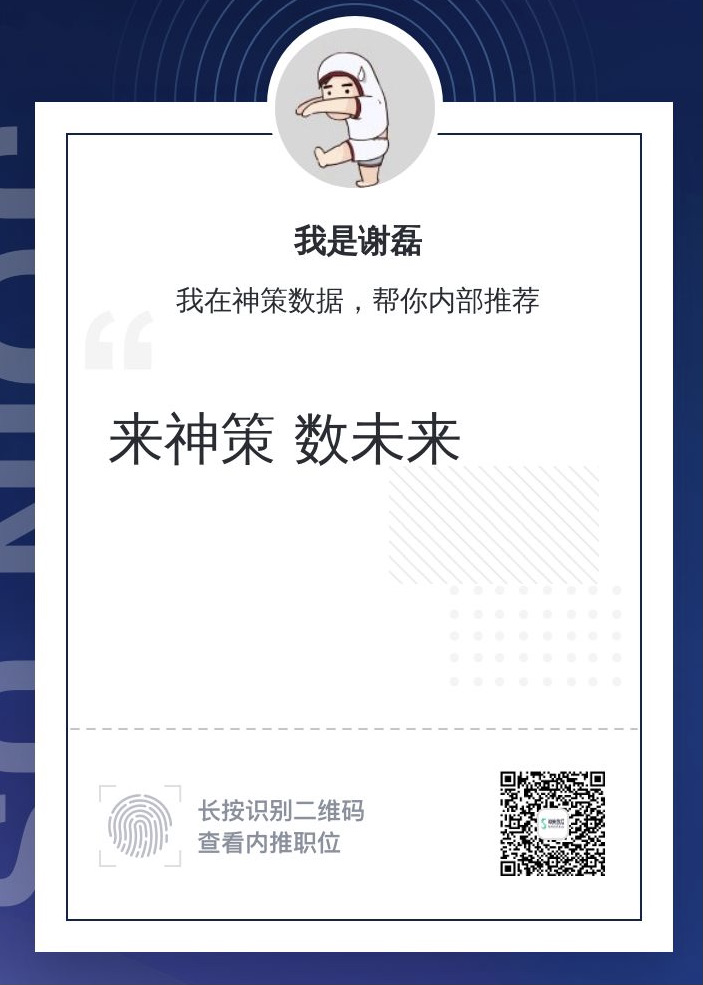 我是谢磊
我在神策数据，帮你内部推荐
来神策 数未来
长按识别二维码
查看内推职位